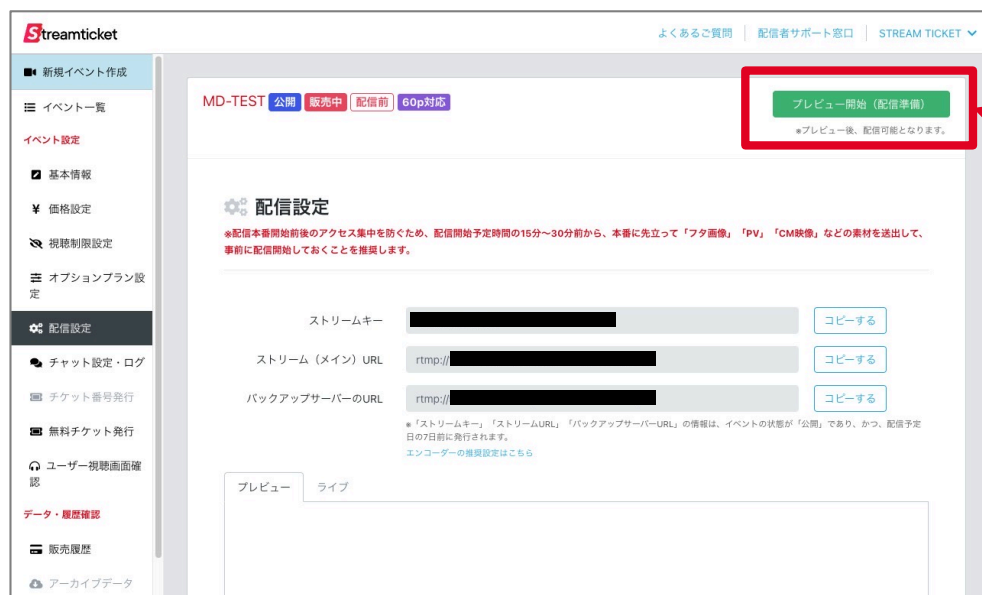 Streamticket
よくあるご質問
配信者サポート窓口
STREAM TICKET
新規イベント作成
イベント一覧
イベント設定
基本情報
価格設定
視聴制限設定
オプションプラン設
定
配信設定
チャット設定・ログ
チケット番号発行
無料チケット発行
ユーザー視聴画面確
認
データ・履歴確認
販売履歴
アーカイブデータ
MD-TEST 公開 販売中 配信前 60p対応
プレビュー開始（配信準備）
※プレビュー後、配信可能となります。
配信設定
※配信本番開始前後のアクセス集中を防ぐため、配信開始予定時間の15分〜30分前から、本番に先立って「フタ画像」「PV」「CM映像」などの素材を送出して、
事前に配信開始しておくことを推奨します。
ストリームキー
コピーする
ストリーム（メイン）URL
rtmp://
コピーする
バックアップサーバーのURL
rtmp://
コピーする
※「ストリームキー」「ストリームURL」「バックアップサーバーURL」の情報は、イベントの状態が「公開」であり、かつ、配信予定
日の7日前に発行されます。
エンコーダーの推奨設定はこちら
プレビュー
ライブ